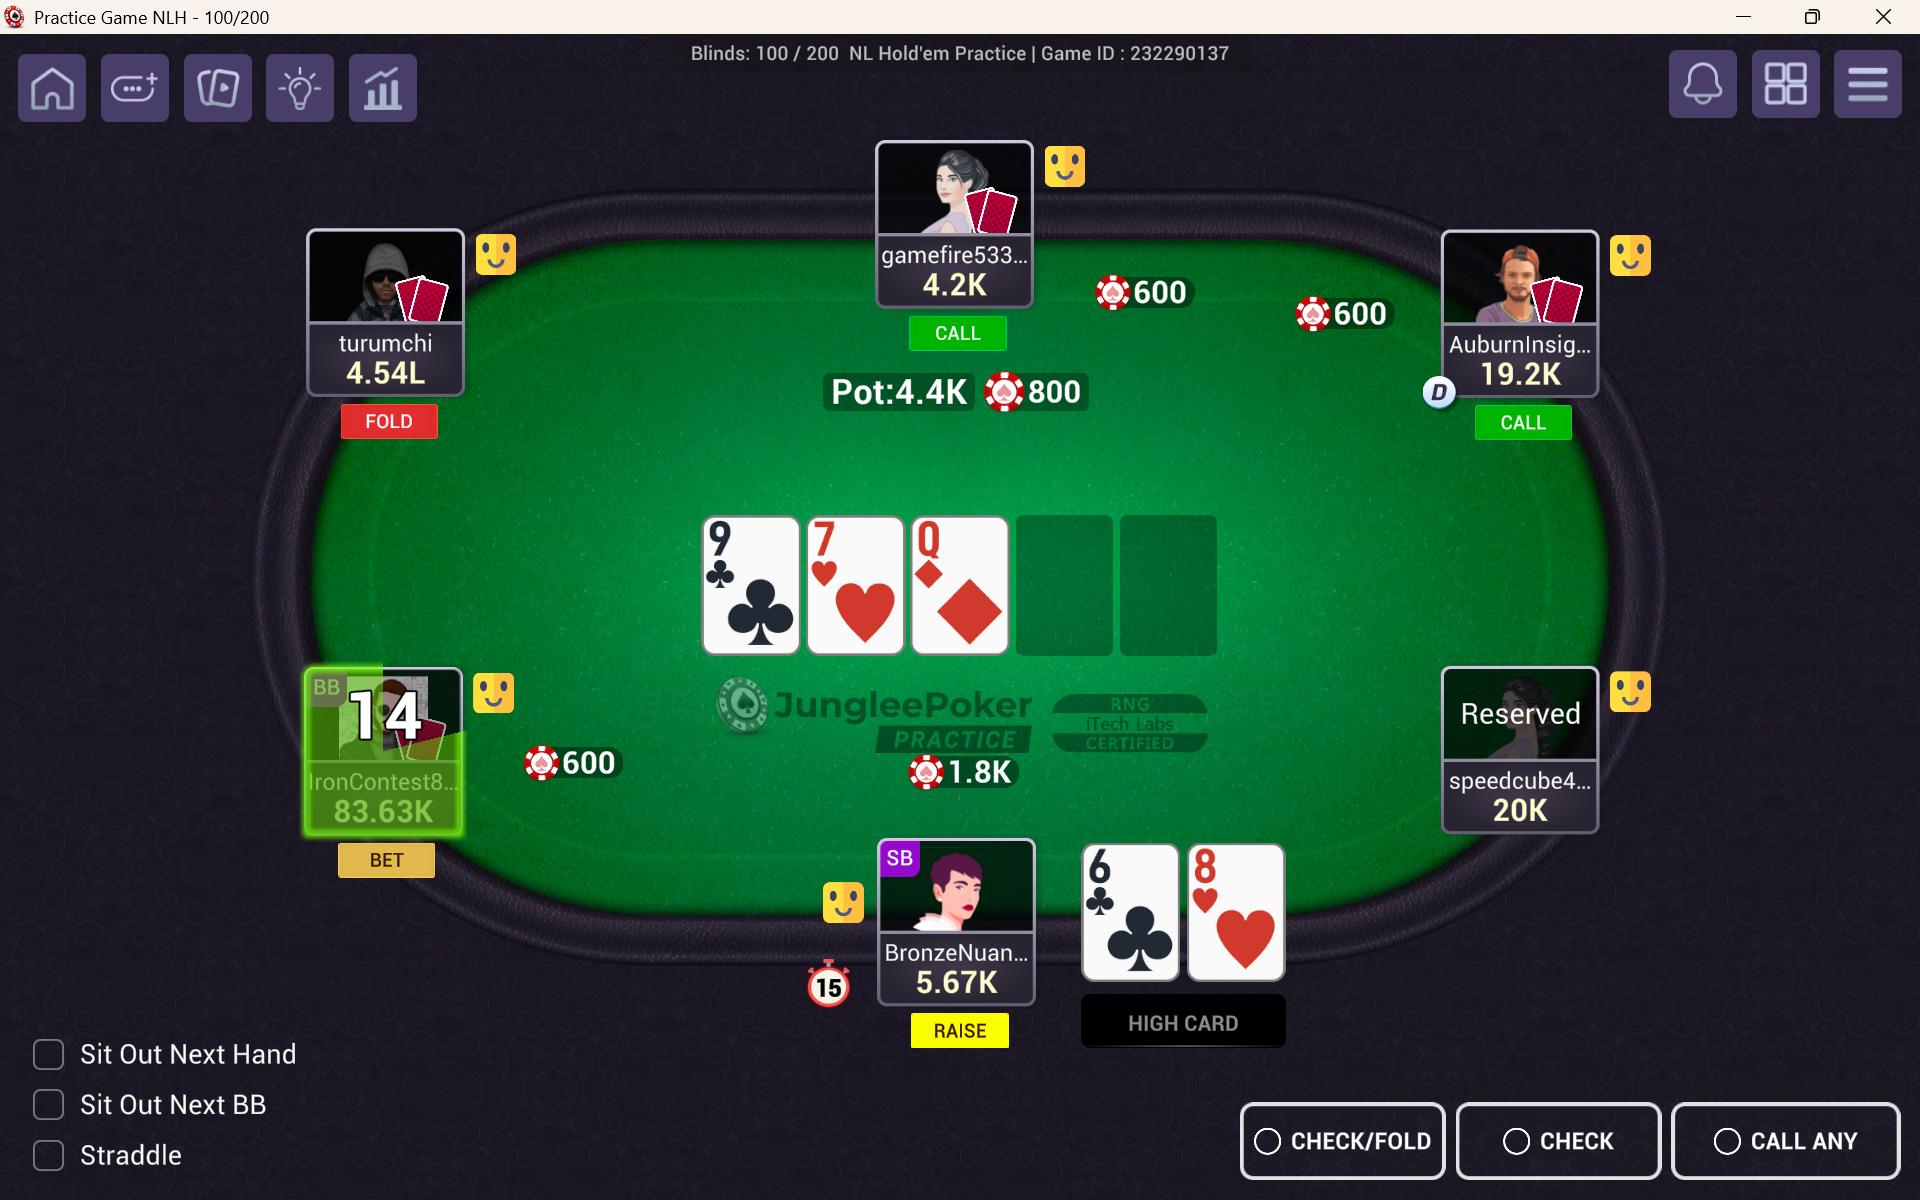 Practice Game NLH - 100/200
Blinds: 100 / 200 NL Hold'em Practice | Game ID : 232290137
gamefire533...
4.2K
CALL
600
600
turumchi
4.54L
FOLD
AuburnInsig...
19.2K
D
CALL
Pot:4.4K
800
9
7
Q
BB
14
IronContest8...
83.63K
BET
600
JungleePoker
PRACTICE
RNG
iTech Labs
CERTIFIED
1.8K
Reserved
speedcube4...
20K
SB
BronzeNuan...
5.67K
RAISE
15
6
8
HIGH CARD
Sit Out Next Hand
Sit Out Next BB
Straddle
CHECK/FOLD
CHECK
CALL ANY